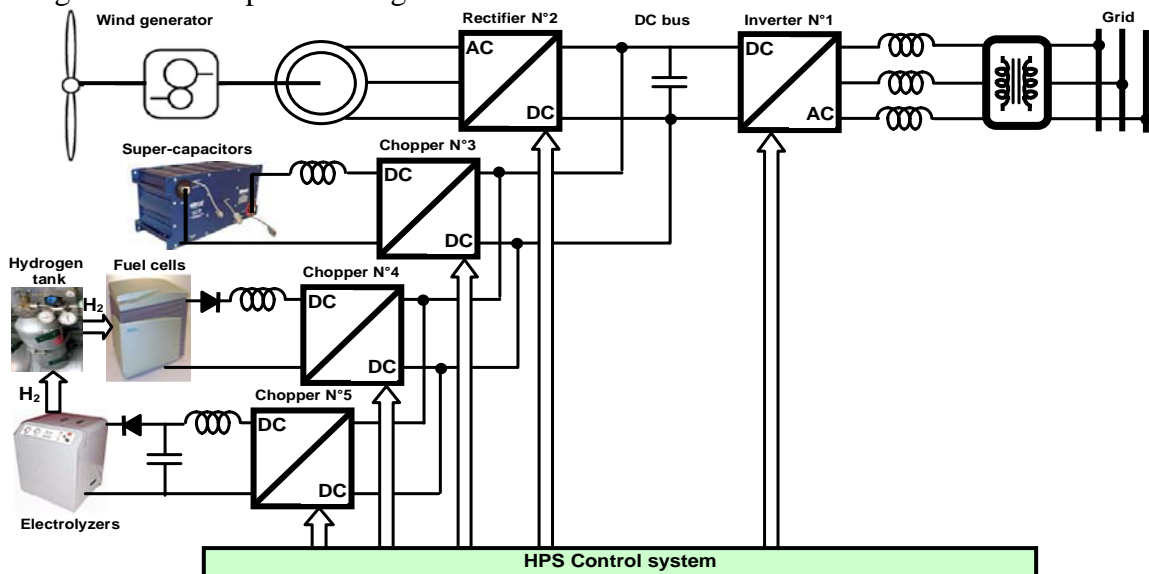 Wind generator
Rectifier N°2
DC bus
Inverter N°1
Grid
AC
DC
DC
AC
Super-capacitors
Chopper N°3
DC
DC
Hydrogen
tank
Fuel cells
Chopper N°4
H2
DC
DC
H2
Chopper N°5
DC
DC
Electrolyzers
HPS Control system